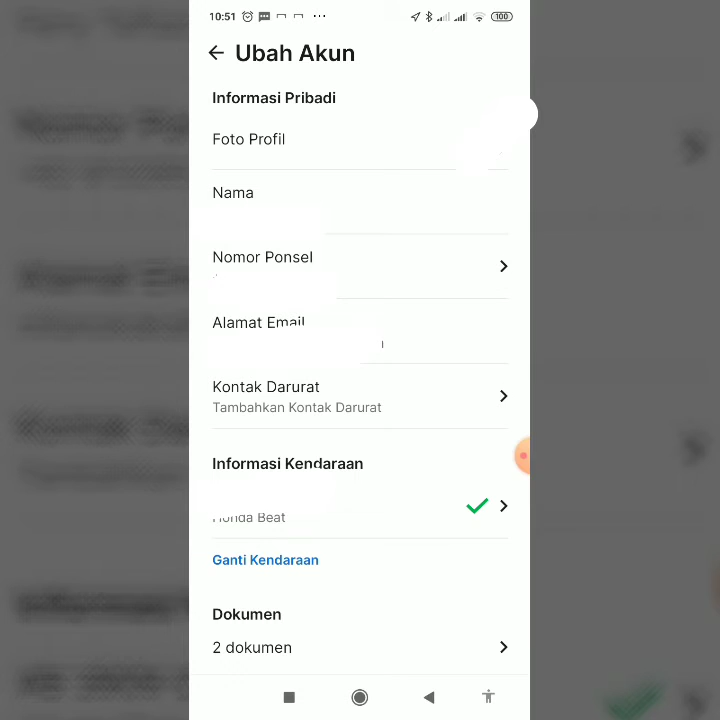 10:51
100
Ubah Akun
Informasi Pribadi
Foto Profil
Nama
Nomor Ponsel
Alamat Email
Kontak Darurat
Tambahkan Kontak Darurat
Informasi Kendaraan
Honda Beat
Ganti Kendaraan
Dokumen
2 dokumen